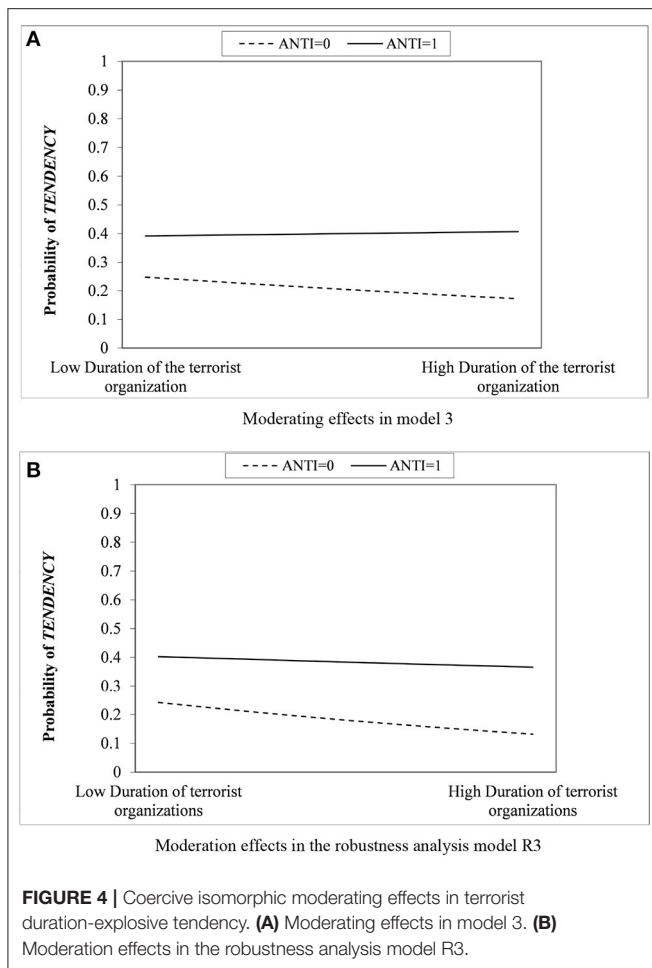 A
ANTI=0 ANTI=1
1
0.9
0.8
0.7
0.6
0.5
0.4
0.3
0.2
0.1
0
Probability of TENDENCY
Low Duration of the terrorist
organization
High Duration of the terrorist
organization
Moderating effects in model 3
B
ANTI=0 ANTI=1
1
0.9
0.8
0.7
0.6
0.5
0.4
0.3
0.2
0.1
0
Probability of TENDENCY
Low Duration of terrorist
organizations
High Duration of terrorist
organizations
Moderation effects in the robustness analysis model R3
FIGURE 4 | Coercive isomorphic moderating effects in terrorist
duration-explosive tendency. (A) Moderating effects in model 3. (B)
Moderation effects in the robustness analysis model R3.